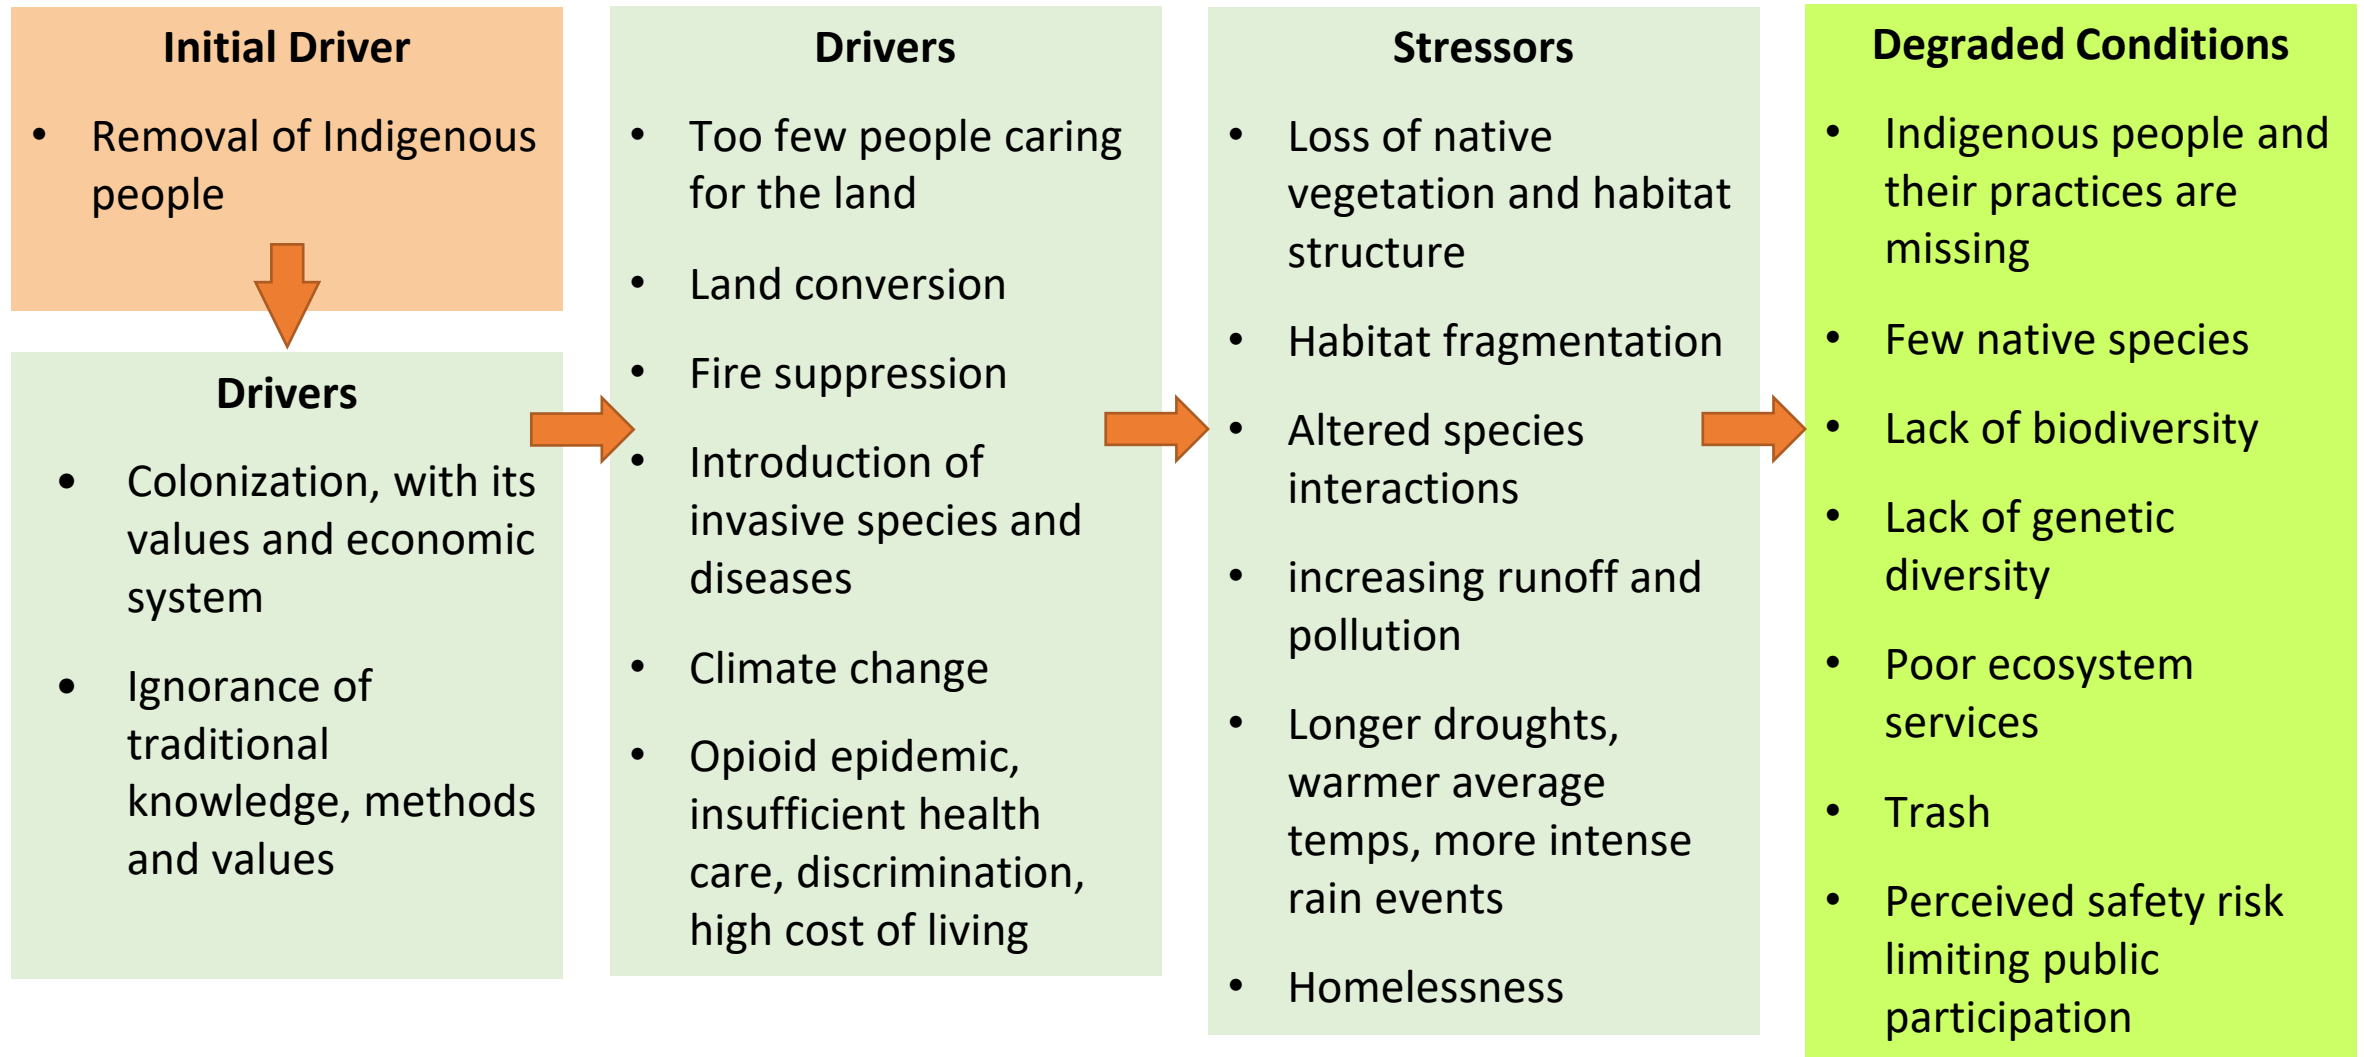 Initial Driver
• Removal of Indigenous
people
Drivers
• Colonization, with its
values and economic
system
• Ignorance of
traditional
knowledge, methods
and values
Drivers
• Too few people caring
for the land
• Land conversion
• Fire suppression
• Introduction of
invasive species and
diseases
• Climate change
• Opioid epidemic,
insufficient health
care, discrimination,
high cost of living
Stressors
• Loss of native
vegetation and habitat
structure
• Habitat fragmentation
• Altered species
interactions
• increasing runoff and
pollution
• Longer droughts,
warmer average
temps, more intense
rain events
• Homelessness
Degraded Conditions
• Indigenous people and
their practices are
missing
• Few native species
• Lack of biodiversity
• Lack of genetic
diversity
• Poor ecosystem
services
• Trash
• Perceived safety risk
limiting public
participation